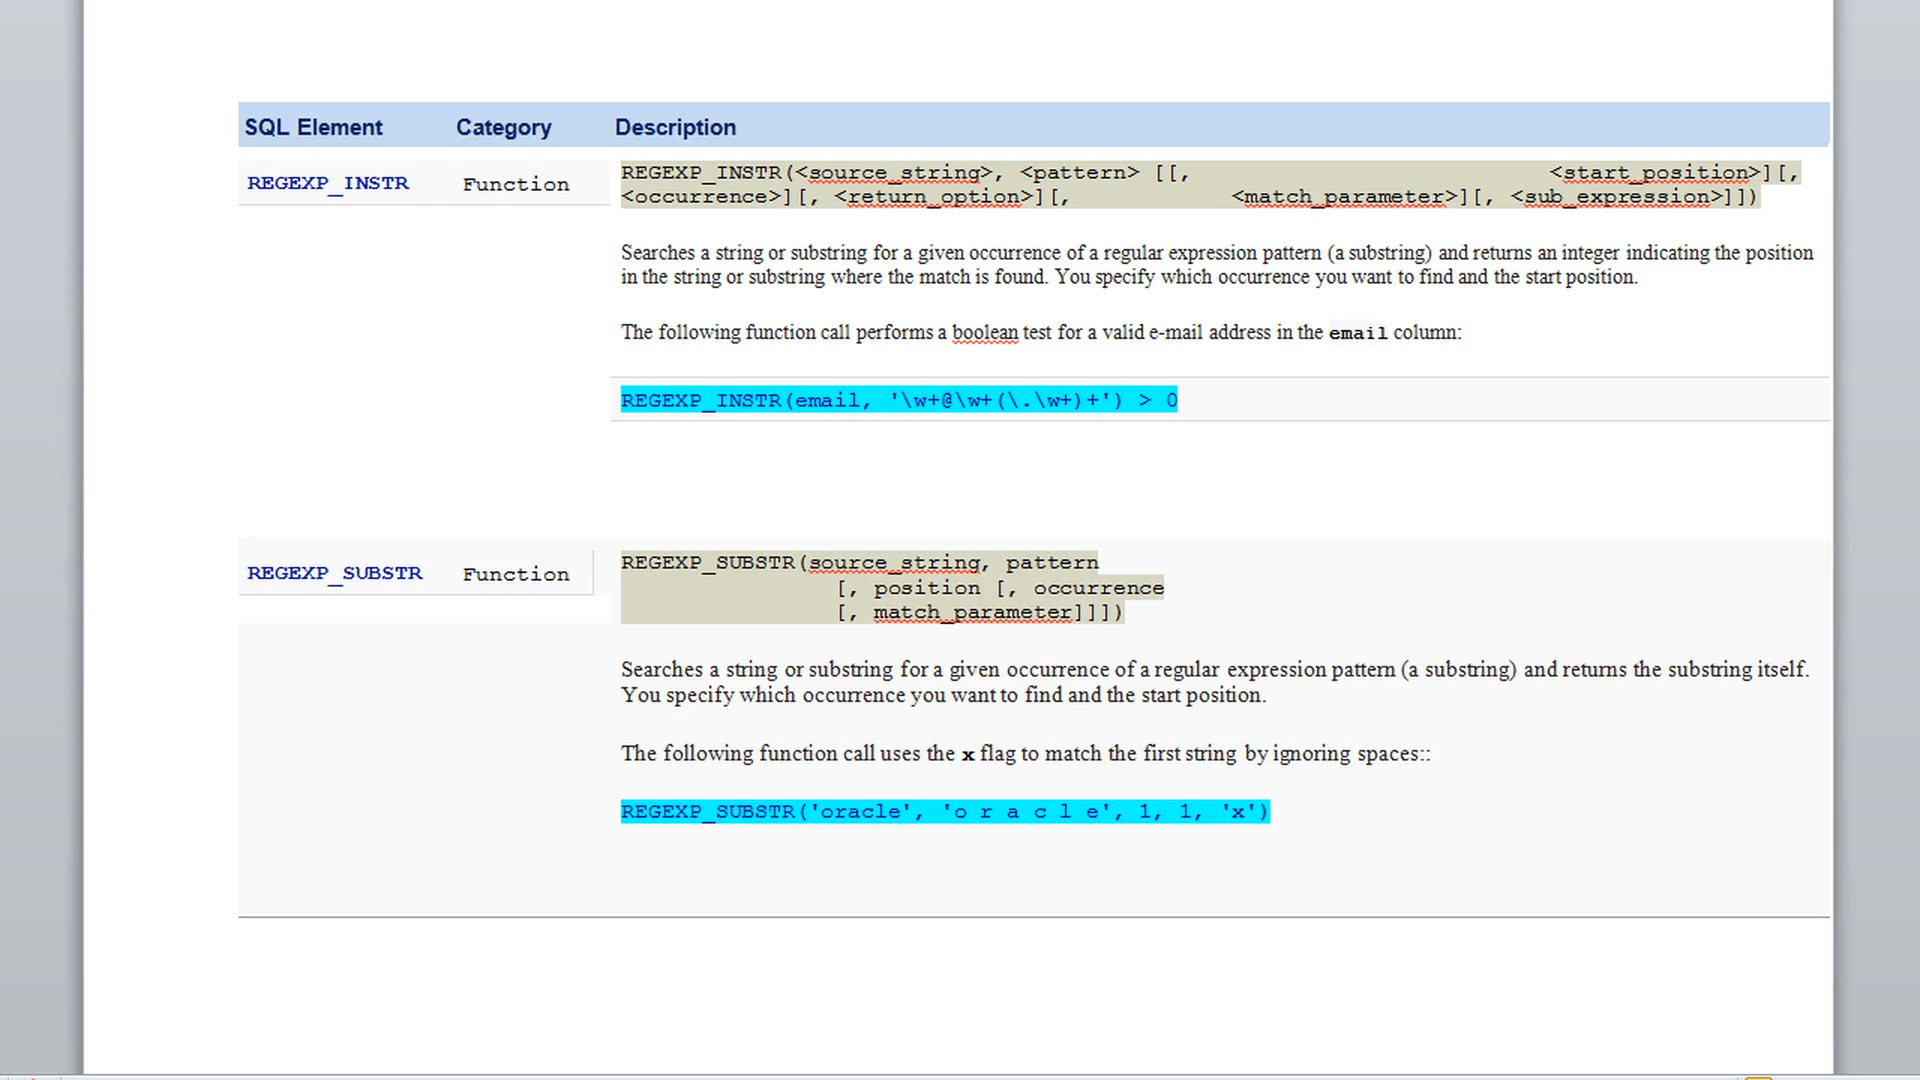 SQL Element Category Description
REGEXP_INSTR Function REGEXP_INSTR(<source_string>, <pattern> [[, <start_position>][,
<occurrence>][, <return_option>][, <match_parameter>][, <sub_expression>]])
Searches a string or substring for a given occurrence of a regular expression pattern (a substring) and returns an integer indicating the position
in the string or substring where the match is found. You specify which occurrence you want to find and the start position.
The following function call performs a boolean test for a valid e-mail address in the email column:
REGEXP_INSTR(email, '\w+@\w+(\.\w+)+') > 0
REGEXP_SUBSTR Function REGEXP_SUBSTR(source_string, pattern
[, position [, occurrence
[, match_parameter]]])
Searches a string or substring for a given occurrence of a regular expression pattern (a substring) and returns the substring itself.
You specify which occurrence you want to find and the start position.
The following function call uses the x flag to match the first string by ignoring spaces::
REGEXP_SUBSTR('oracle', 'o r a c l e', 1, 1, 'x')